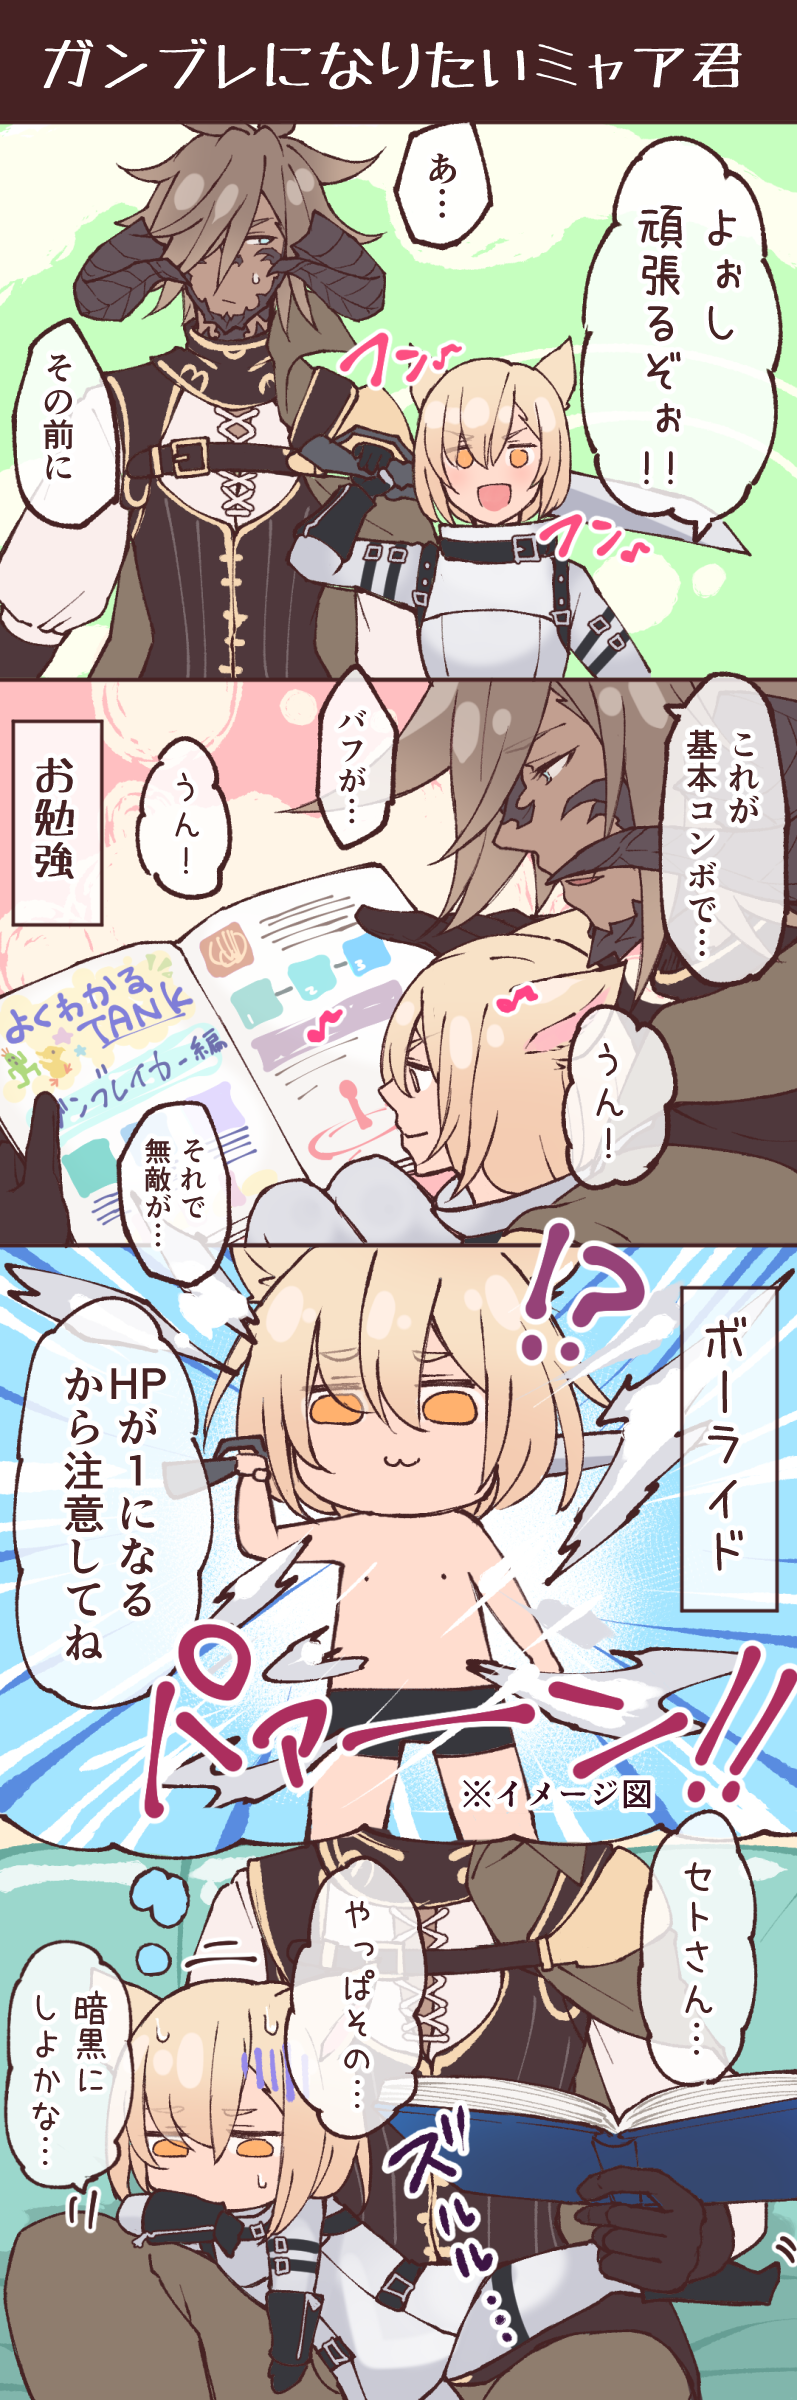 ガンブレになりたいミャア君
よぉし
頑張るぞぉ!!
あ…
その前に
フン♪
フン♪
これが
基本コンボで…
バフが…
うん!
お勉強
よくわかる
TANK
ガンブレイカー編
1
2
3
うん!
それで
無敵が…
!?
ボーライド
HPが1になる
から注意してね
パァーン!!
※イメージ図
セトさん…
やっぱその…
暗黒に
しよかな…
ズルルル…